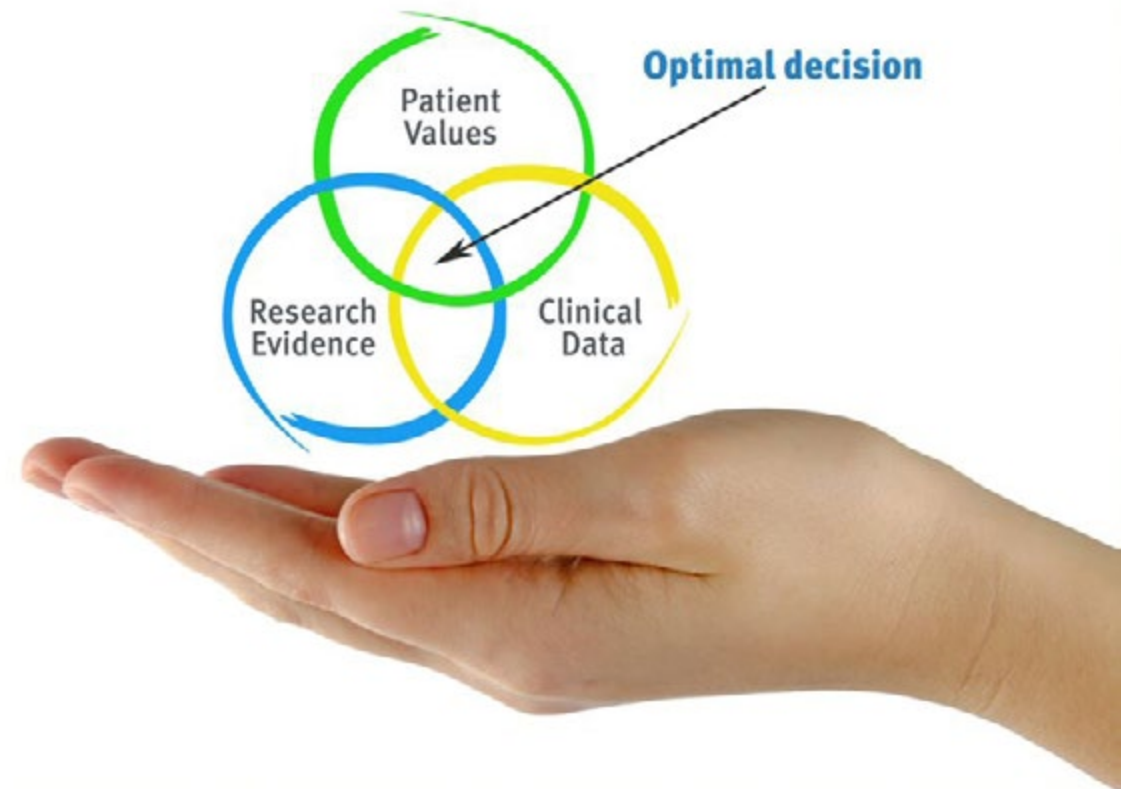 Optimal decision
Patient
Values
Research
Evidence
Clinical
Data